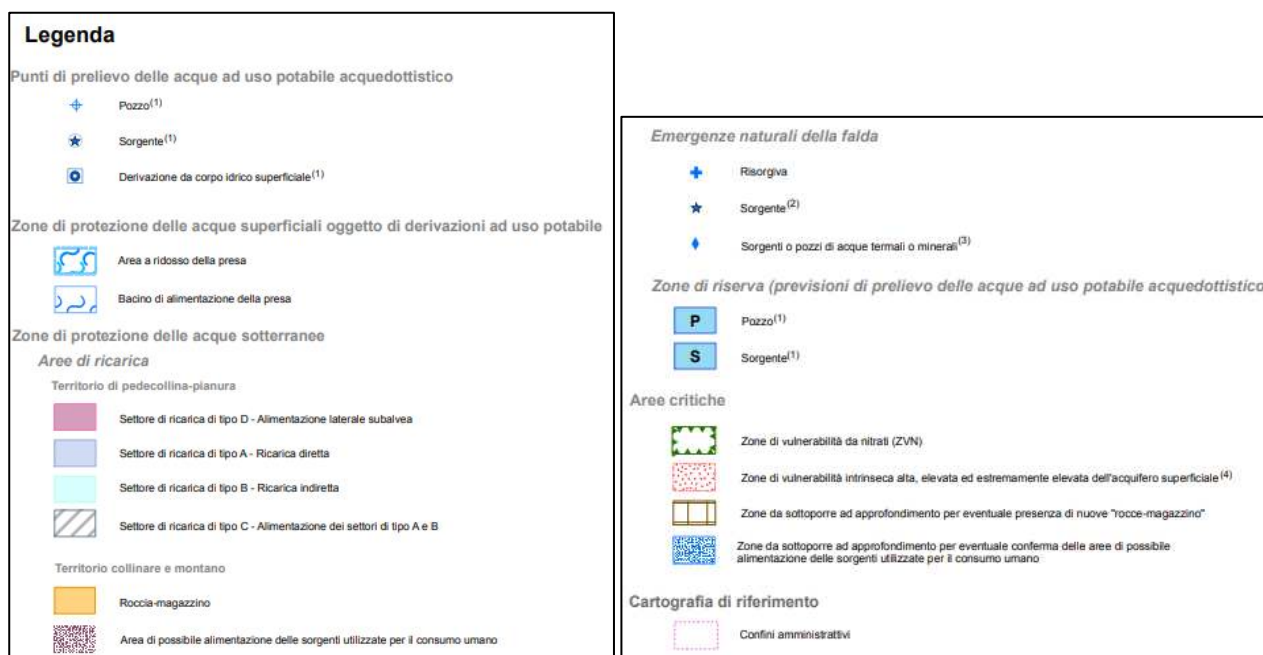 Legenda
Punti di prelievo delle acque ad uso potabile acquedottistico
Pozzo(1)
Sorgente(1)
Derivazione da corpo idrico superficiale(1)
Zone di protezione delle acque superficiali oggetto di derivazioni ad uso potabile
Area a ridosso della presa
Bacino di alimentazione della presa
Zone di protezione delle acque sotterranee
Aree di ricarica
Territorio di pedecollina-pianura
Settore di ricarica di tipo D - Alimentazione laterale subalvea
Settore di ricarica di tipo A - Ricarica diretta
Settore di ricarica di tipo B - Ricarica indiretta
Settore di ricarica di tipo C - Alimentazione dei settori di tipo A e B
Territorio collinare e montano
Roccia-magazzino
Area di possibile alimentazione delle sorgenti utilizzate per il consumo umano
Emergenze naturali della falda
Risorgiva
Sorgente(2)
Sorgenti o pozzi di acque termali o minerali(3)
Zone di riserva (previsioni di prelievo delle acque ad uso potabile acquedottistico
P Pozzo(1)
S Sorgente(1)
Aree critiche
Zone di vulnerabilità da nitrati (ZVN)
Zone di vulnerabilità intrinseca alta, elevata ed estremamente elevata dell'acquifero superficiale(4)
Zone da sottoporre ad approfondimento per eventuale presenza di nuove "rocce-magazzino"
Zone da sottoporre ad approfondimento per eventuale conferma delle aree di possibile
alimentazione delle sorgenti utilizzate per il consumo umano
Cartografia di riferimento
Confini amministrativi